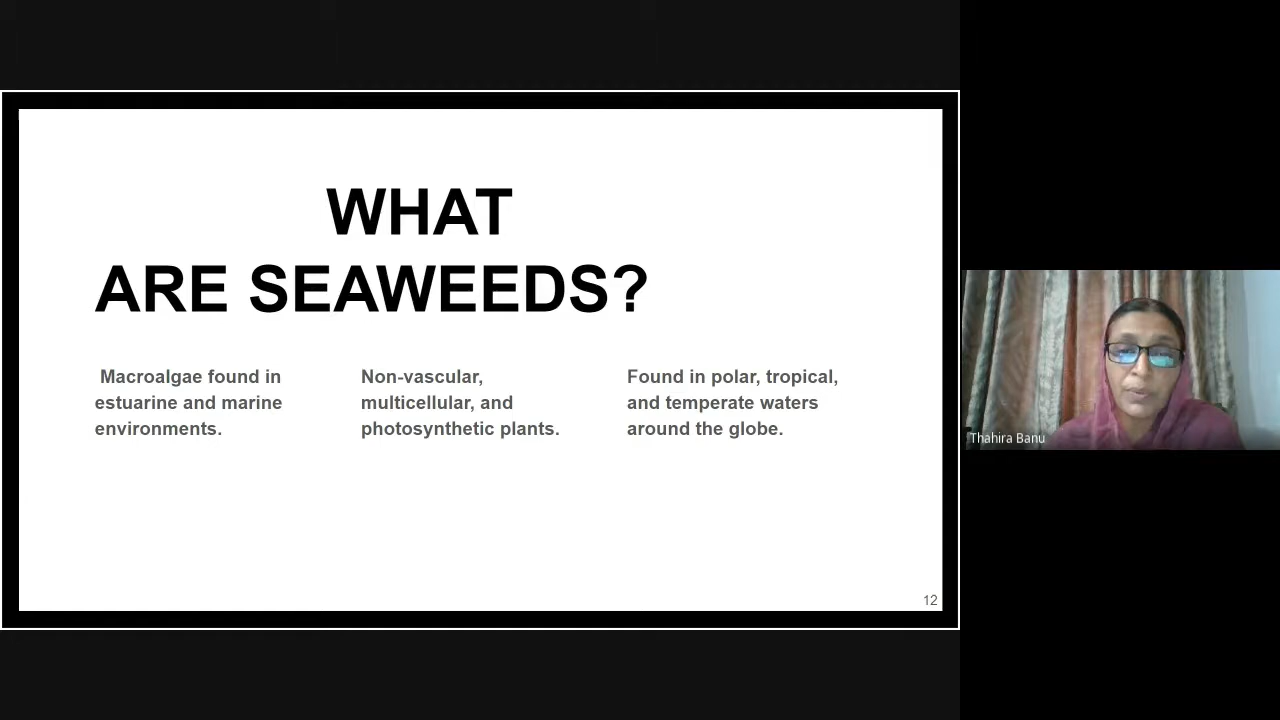 WHAT
ARE SEAWEEDS?
Macroalgae found in
estuarine and marine
environments.
Non-vascular,
multicellular, and
photosynthetic plants.
Found in polar, tropical,
and temperate waters
around the globe.
12
Thahira Banu